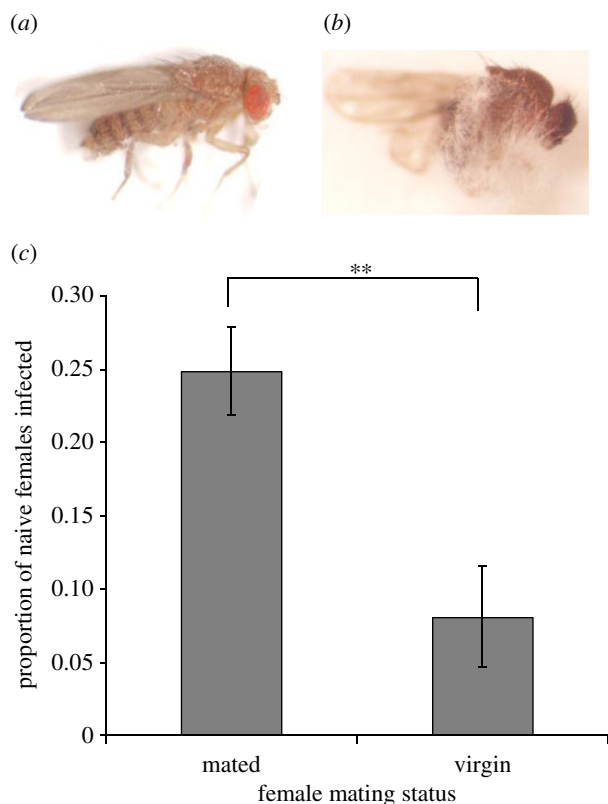 (a)
(b)
(c)
**
0.30
0.25
0.20
0.15
0.10
0.05
0
proportion of naive females infected
mated
virgin
female mating status